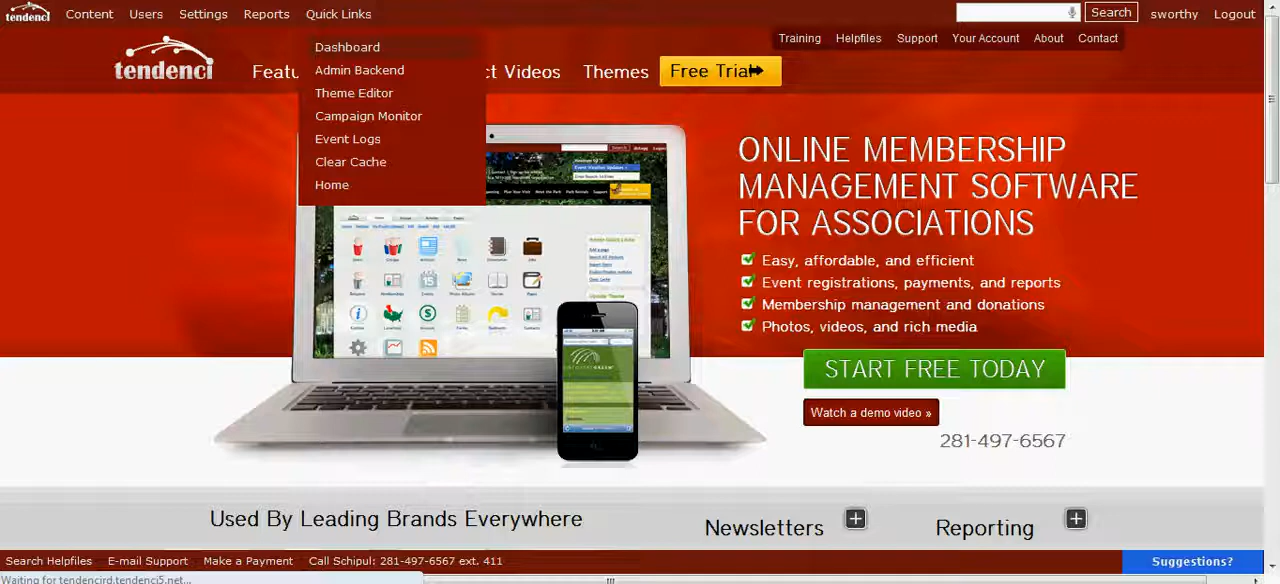 tendenci Content Users Settings Reports Quick Links Search sworthy Logout
Training Helpfiles Support Your Account About Contact
tendenci Featu ct Videos Themes Free Trial
Dashboard
Admin Backend
Theme Editor
Campaign Monitor
Event Logs
Clear Cache
Home
ONLINE MEMBERSHIP
MANAGEMENT SOFTWARE
FOR ASSOCIATIONS
Easy, affordable, and efficient
Event registrations, payments, and reports
Membership management and donations
Photos, videos, and rich media
START FREE TODAY
Watch a demo video »
281-497-6567
Used By Leading Brands Everywhere
Newsletters
Reporting
Search Helpfiles E-mail Support Make a Payment Call Schipul: 281-497-6567 ext. 411 Suggestions?
Waiting for tendencird.tendenci5.net...